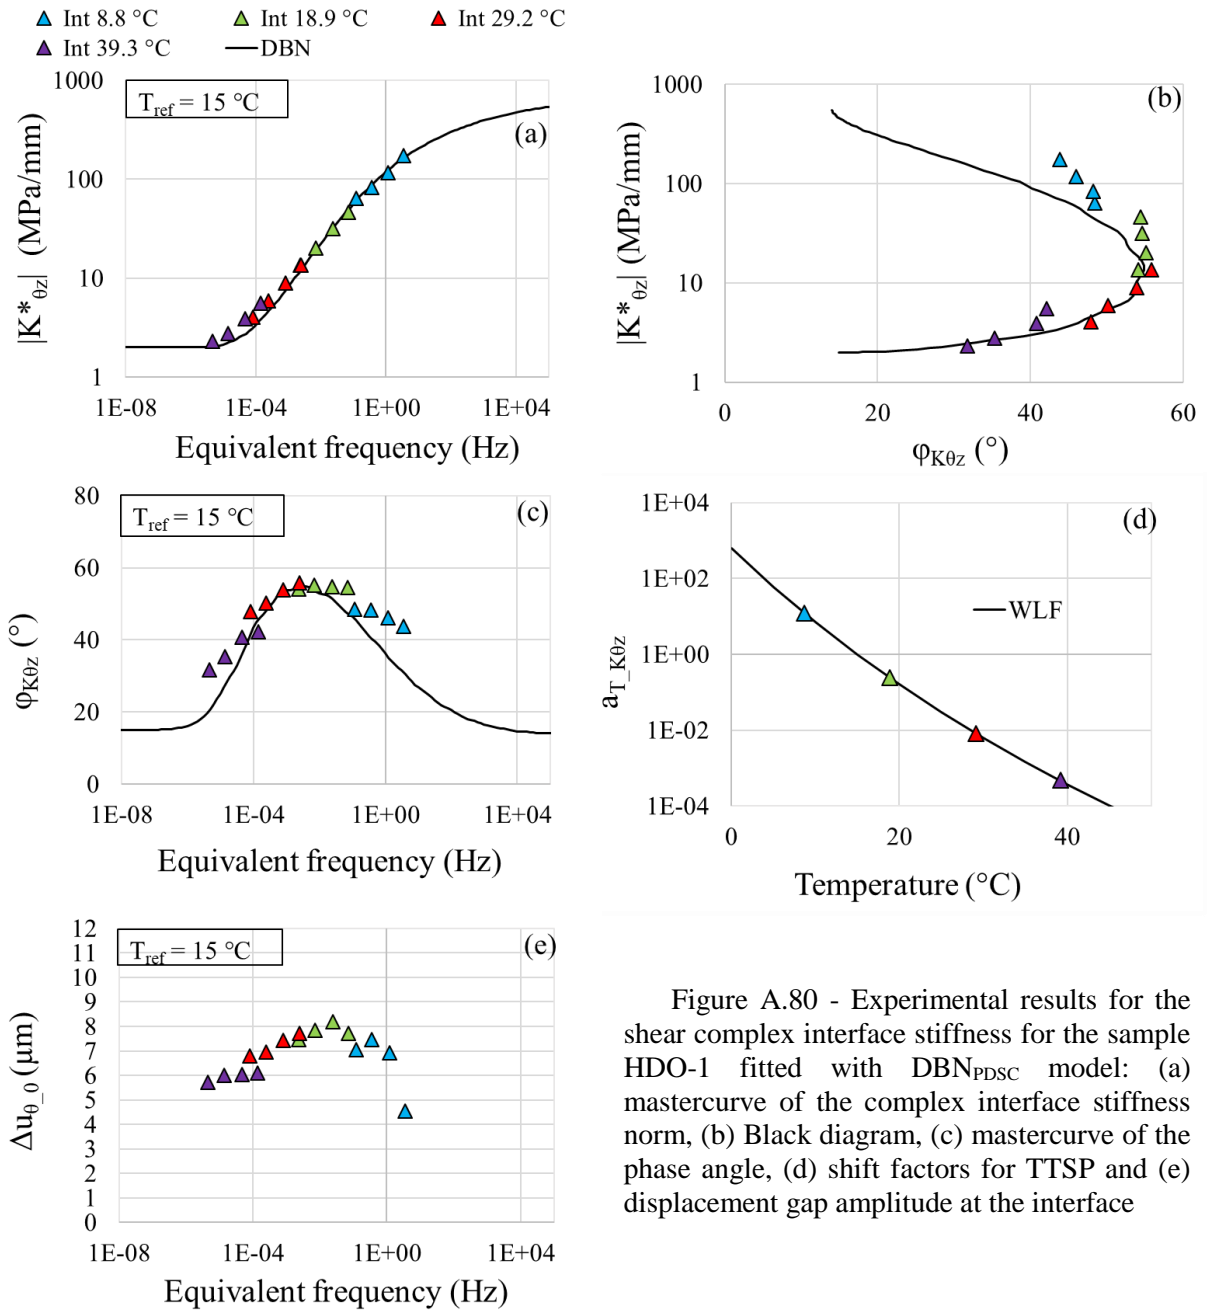 Int 8.8 °C Int 18.9 °C Int 29.2 °C
Int 39.3 °C DBN
1000
100
10
1
|K*θz| (MPa/mm)
Tref = 15 °C
(a)
1E-08 1E-04 1E+00 1E+04
Equivalent frequency (Hz)
1000
100
10
1
|K*θz| (MPa/mm)
(b)
0 20 40 60
φKθz (°)
80
60
40
20
0
φKθz (°)
Tref = 15 °C
(c)
1E-08 1E-04 1E+00 1E+04
Equivalent frequency (Hz)
1E+04
1E+02
1E+00
1E-02
1E-04
aT_Kθz
(d)
WLF
0 20 40
Temperature (°C)
12
11
10
9
8
7
6
5
4
3
2
1
0
Δuθ_0 (μm)
Tref = 15 °C
(e)
1E-08 1E-04 1E+00 1E+04
Equivalent frequency (Hz)
Figure A.80 - Experimental results for the
shear complex interface stiffness for the sample
HDO-1 fitted with DBNPDSC model: (a)
mastercurve of the complex interface stiffness
norm, (b) Black diagram, (c) mastercurve of the
phase angle, (d) shift factors for TTSP and (e)
displacement gap amplitude at the interface